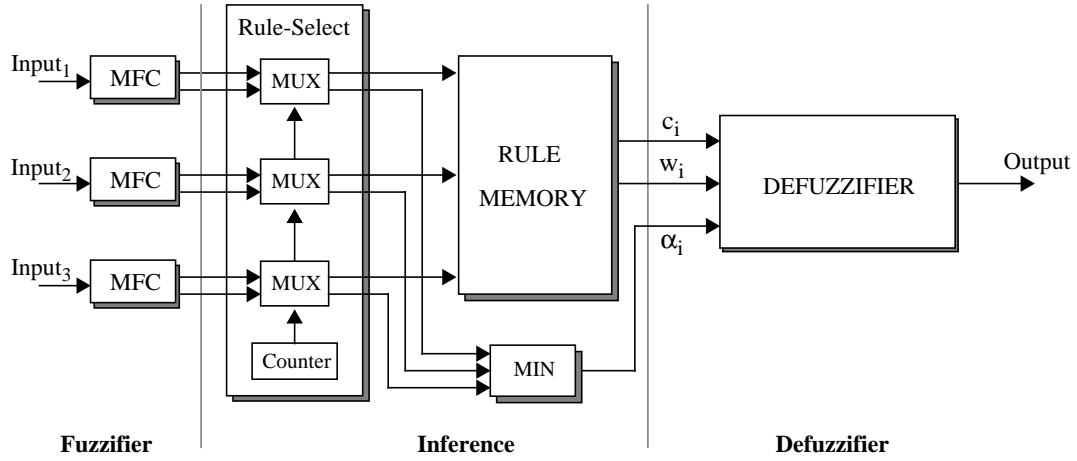 Rule-Select
Input1
MFC
MUX
Input2
MFC
MUX
Input3
MFC
MUX
Counter
RULE
MEMORY
MIN
ci
wi
αi
DEFUZZIFIER
Output
Fuzzifier
Inference
Defuzzifier